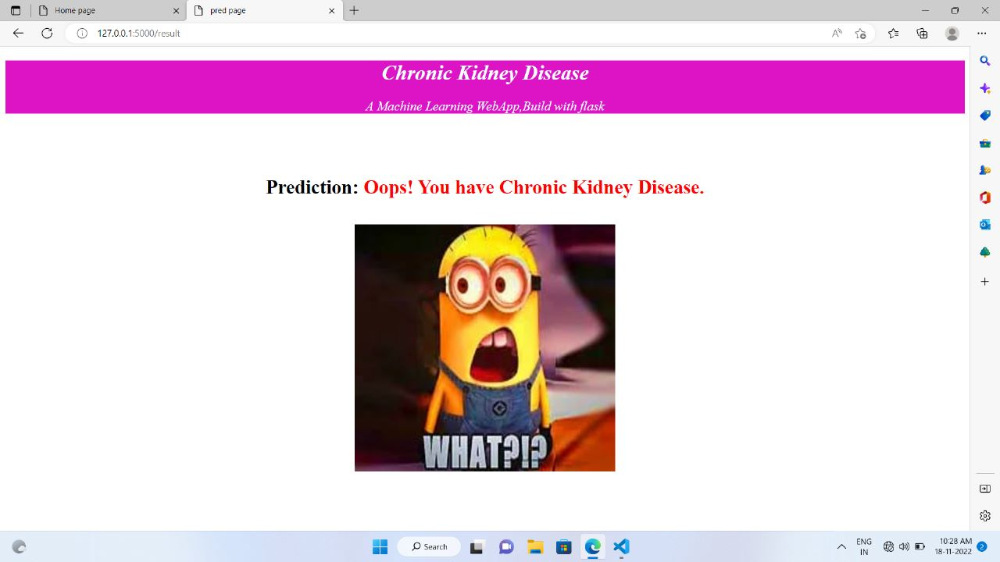 Home page
pred page
127.0.0.1:5000/result
Chronic Kidney Disease
A Machine Learning WebApp,Build with flask
Prediction: Oops! You have Chronic Kidney Disease.
WHAT?!?
Search
ENG
IN
10:28 AM
18-11-2022
2